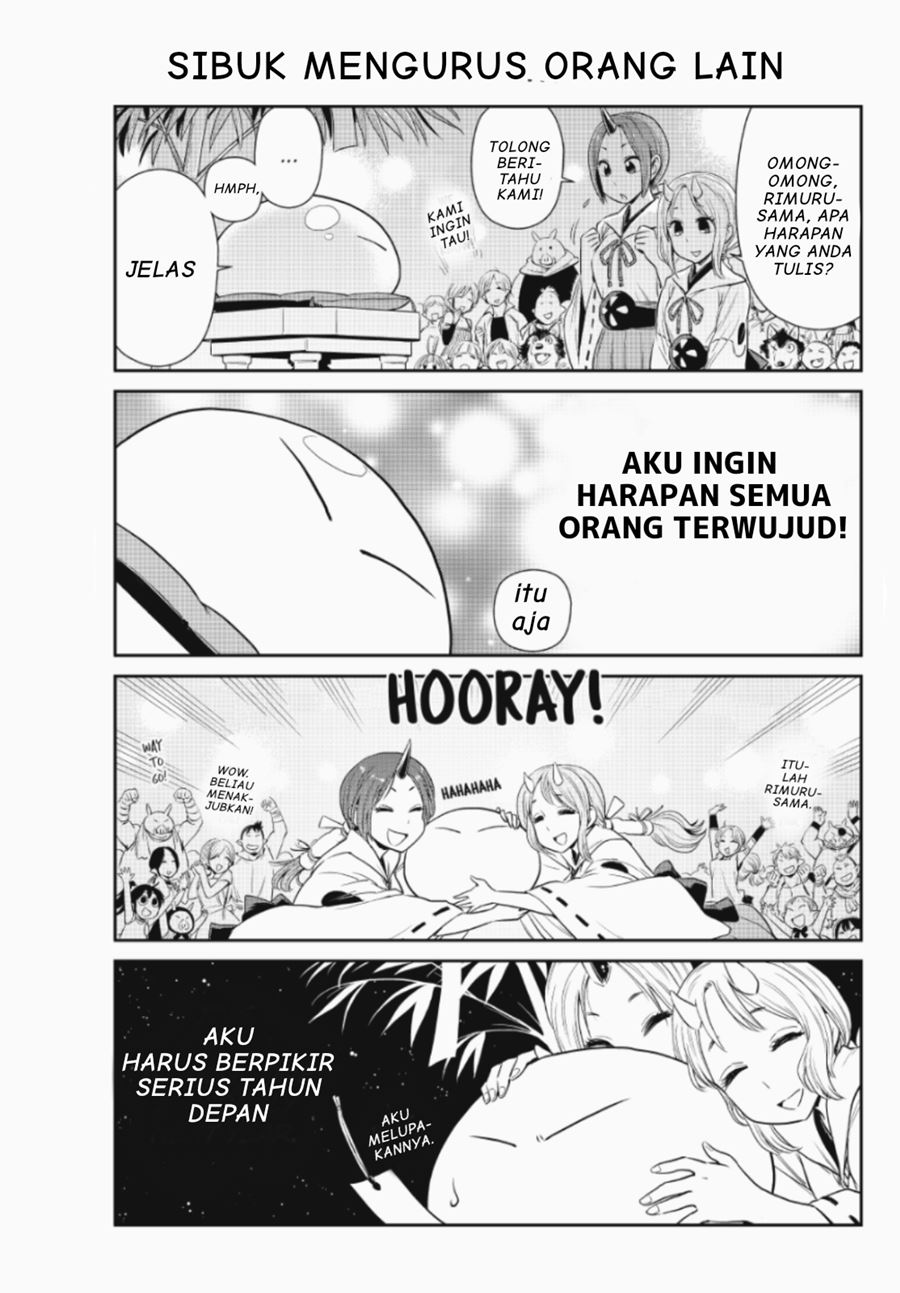 SIBUK MENGURUS ORANG LAIN
OMONG-
OMONG,
RIMURU-
SAMA, APA
HARAPAN
YANG ANDA
TULIS?
TOLONG
BERI-
TAHU
KAMI!
KAMI
INGIN
TAU!
...
HMPH,
JELAS
AKU INGIN
HARAPAN SEMUA
ORANG TERWUJUD!
itu
aja
HOORAY!
ITU-
LAH
RIMURU-
SAMA.
HAHAHAHA
WOW.
BELIAU
MENAK-
JUBKAN!
WAY
TO
GO!
AKU
HARUS BERPIKIR
SERIUS TAHUN
DEPAN
AKU
MELUPA-
KANNYA.